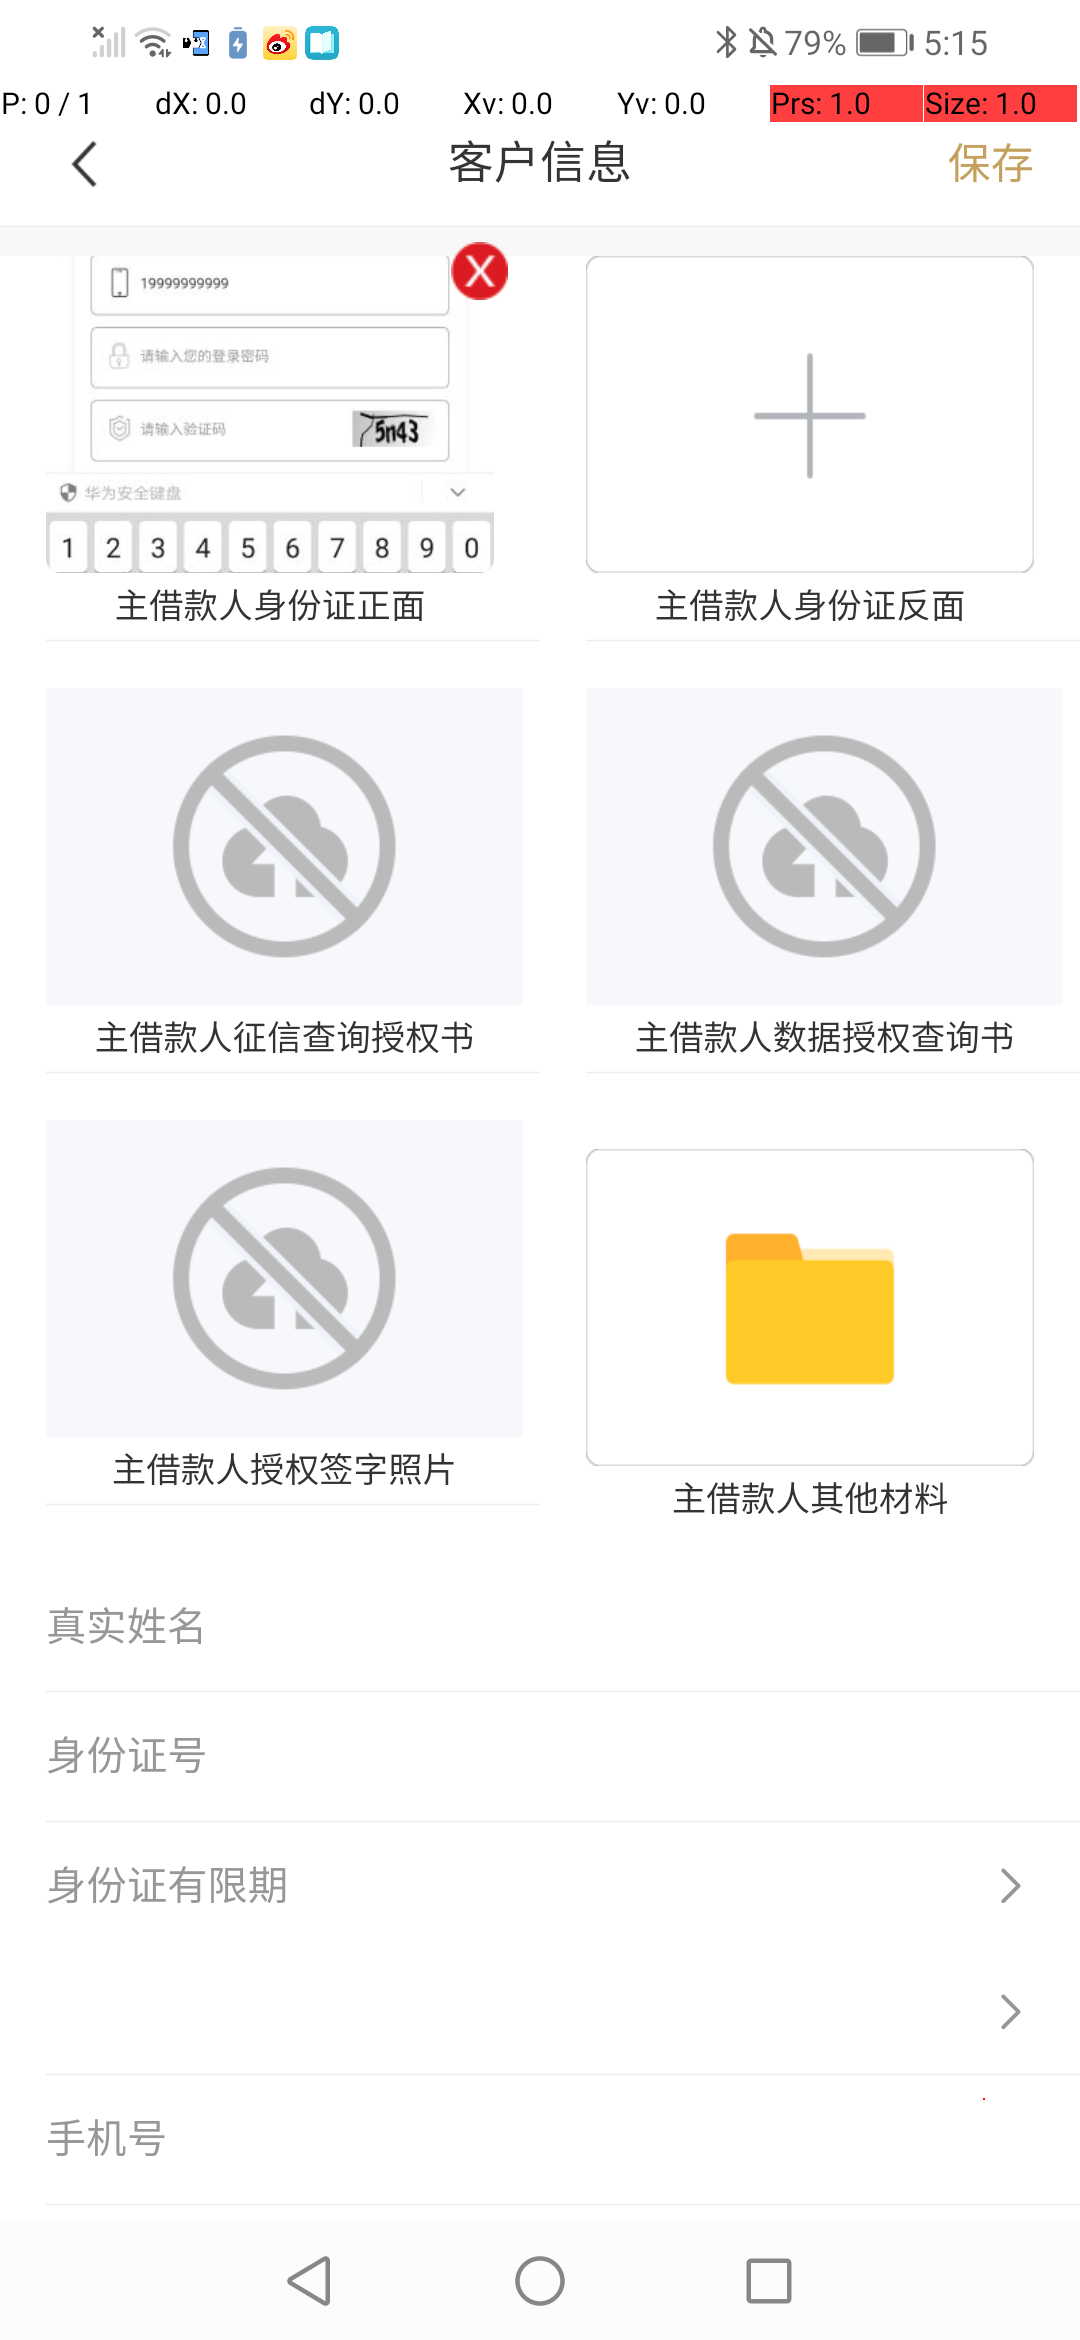 79% 5:15
P: 0 / 1 dX: 0.0 dY: 0.0 Xv: 0.0 Yv: 0.0 Prs: 1.0 Size: 1.0
客户信息 保存
19999999999
X
请输入您的登录密码
请输入验证码 5n43
华为安全键盘
1 2 3 4 5 6 7 8 9 0
主借款人身份证正面 主借款人身份证反面
主借款人征信查询授权书 主借款人数据授权查询书
主借款人授权签字照片
主借款人其他材料
真实姓名
身份证号
身份证有限期
手机号